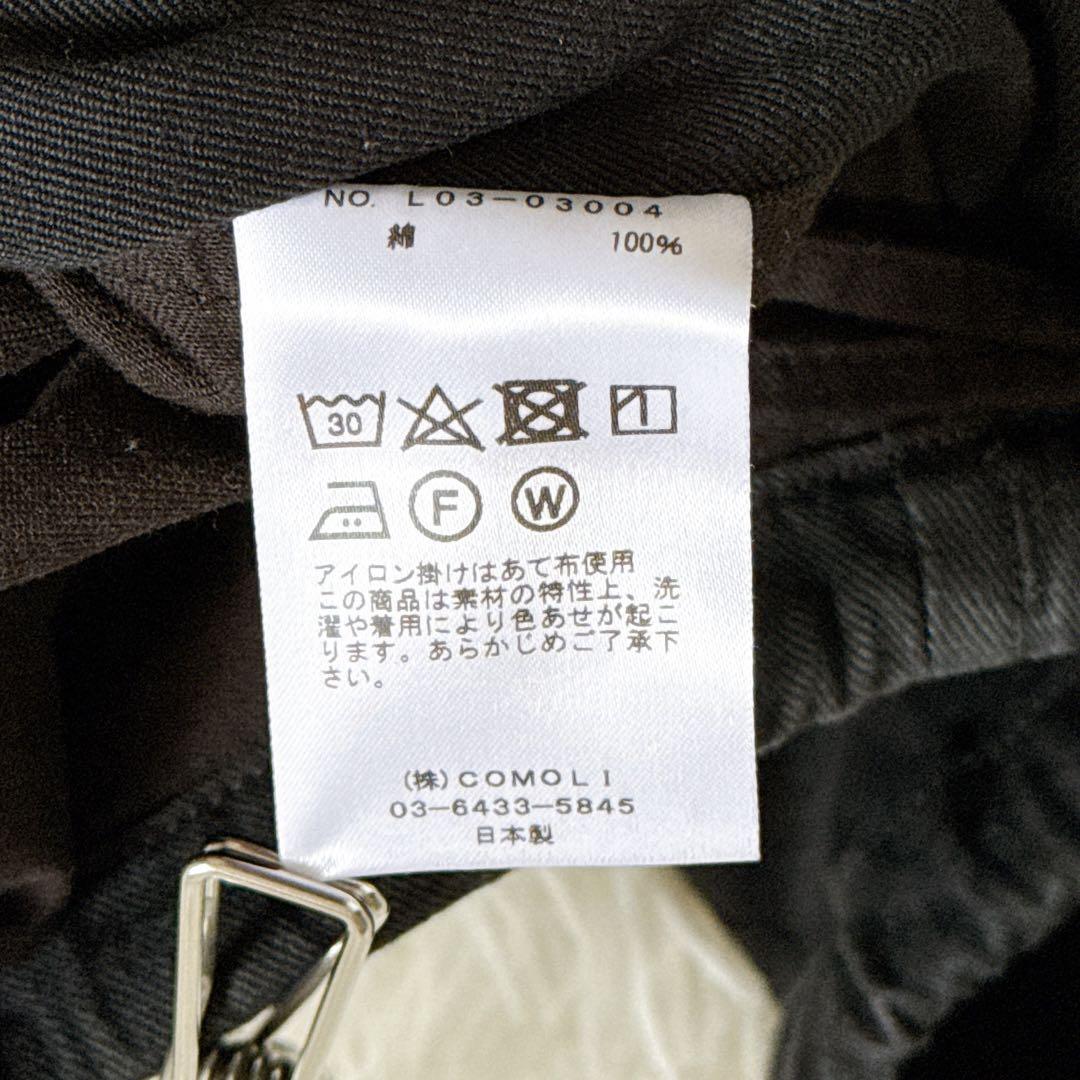 NO. L03-03004
綿 100%
30
F W
アイロン掛けはあて布使用
この商品は素材の特性上、洗
濯や着用により色あせが起こ
ります。あらかじめご了承下
さい。
(株)COMOLI
03-6433-5845
日本製